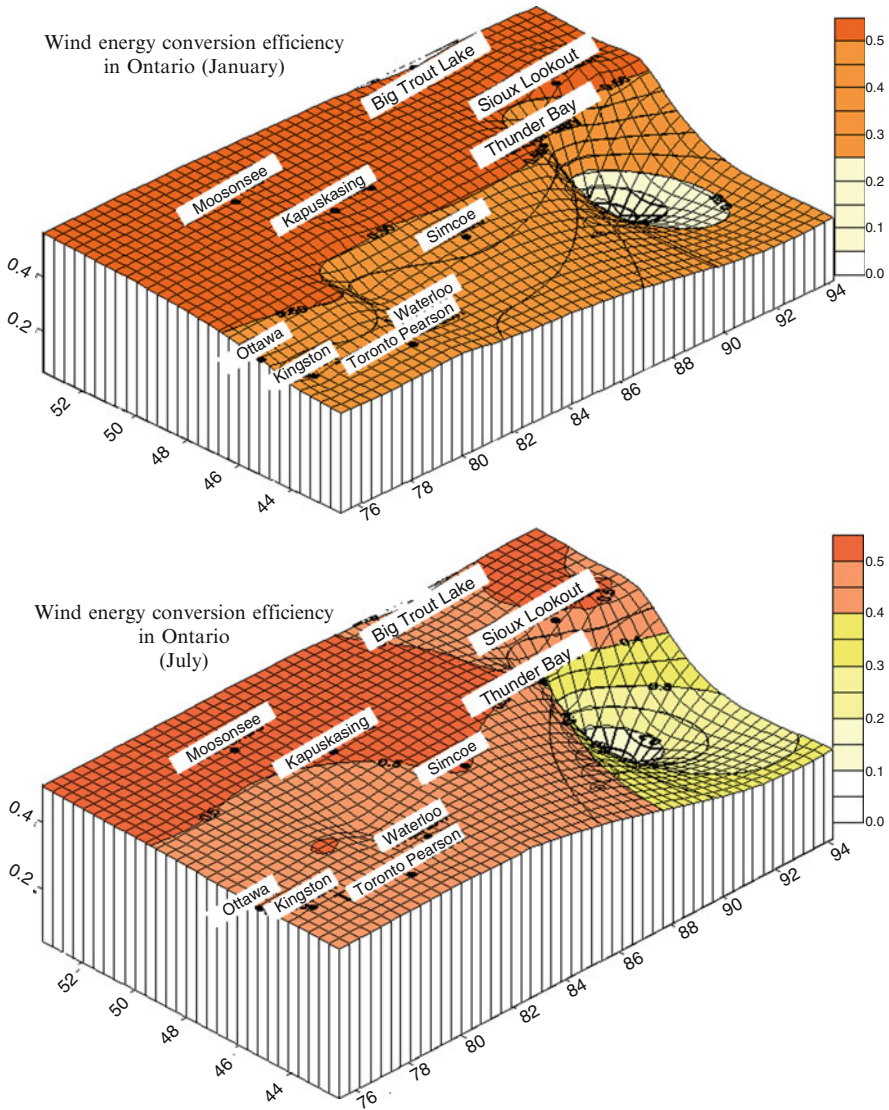 Wind energy conversion efficiency
in Ontario (January)
Big Trout Lake
Sioux Lookout
Thunder Bay
Moosonsee
Kapuskasing
Simcoe
Waterloo
Toronto Pearson
Ottawa
Kingston
0.4
0.2
52
50
48
46
44
76
78
80
82
84
86
88
90
92
94
0.5
0.4
0.3
0.2
0.1
0.0
Wind energy conversion efficiency
in Ontario
(July)
Big Trout Lake
Sioux Lookout
Thunder Bay
Moosonsee
Kapuskasing
Simcoe
Waterloo
Toronto Pearson
Ottawa
Kingston
0.5
0.4
0.2
52
50
48
46
44
76
78
80
82
84
86
88
90
92
94
0.5
0.4
0.3
0.2
0.1
0.0